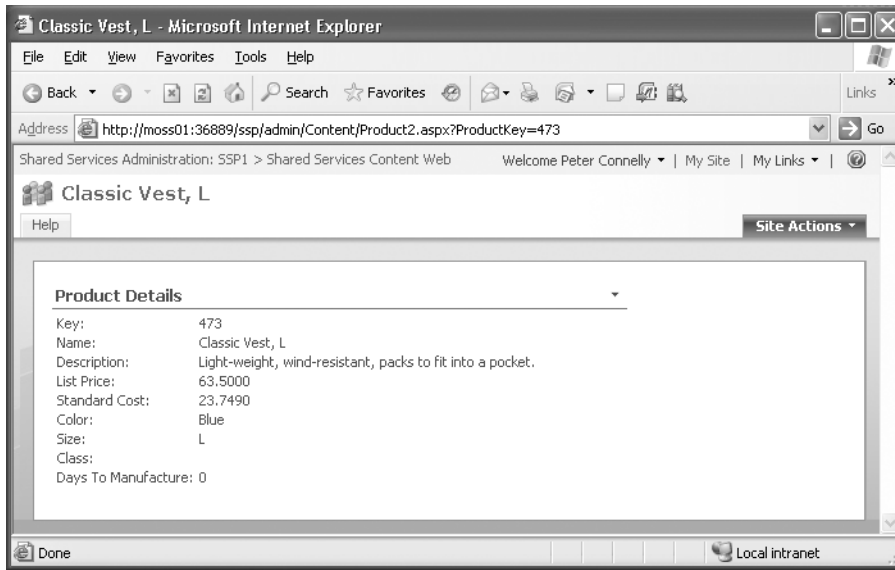 Classic Vest, L - Microsoft Internet Explorer
File Edit View Favorites Tools Help
Back Search Favorites Links »
Address http://moss01:36889/ssp/admin/Content/Product2.aspx?ProductKey=473 Go
Shared Services Administration: SSP1 > Shared Services Content Web Welcome Peter Connelly | My Site | My Links |
Classic Vest, L
Help Site Actions
Product Details
Key: 473
Name: Classic Vest, L
Description: Light-weight, wind-resistant, packs to fit into a pocket.
List Price: 63.5000
Standard Cost: 23.7490
Color: Blue
Size: L
Class:
Days To Manufacture: 0
Done Local intranet